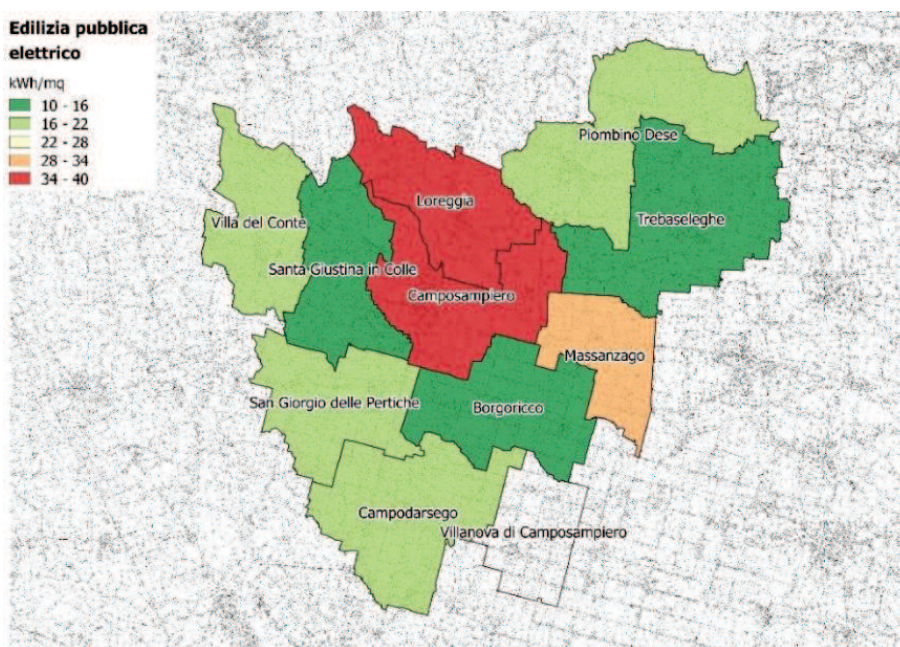 Edilizia pubblica
elettrico
kWh/mq
10 - 16
16 - 22
22 - 28
28 - 34
34 - 40
Piombino Dese
Loreggia
Trebaseleghe
Villa del Conte
Santa Giustina in Colle
Camposampiero
Massanzago
San Giorgio delle Pertiche
Borgoricco
Campodarsego
Villanova di Camposampiero